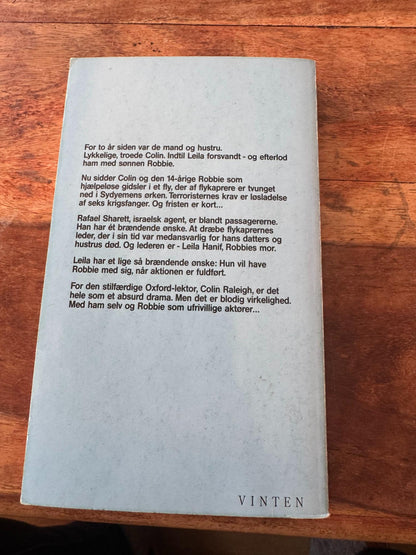 For to år siden var de mand og hustru.
Lykkelige, troede Colin. Indtil Leila forsvandt - og efterlod
ham med sønnen Robbie.
Nu sidder Colin og den 14-årige Robbie som
hjælpeløse gidsler i et fly, der af flykaprere er tvunget
ned i Sydyemens ørken. Terroristernes krav er løsladelse
af seks krigsfanger. Og fristen er kort...
Rafael Sharett, israelsk agent, er blandt passagererne.
Han har ét brændende ønske. At dræbe flykaprernes
leder, der i sin tid var medansvarlig for hans datters og
hustrus død. Og lederen er - Leila Hanif, Robbies mor.
Leila har et lige så brændende ønske: Hun vil have
Robbie med sig, når aktionen er fuldført.
For den stilfærdige Oxford-lektor, Colin Raleigh, er det
hele som et absurd drama. Men det er blodig virkelighed.
Med ham selv og Robbie som ufrivillige aktører...
VINTEN